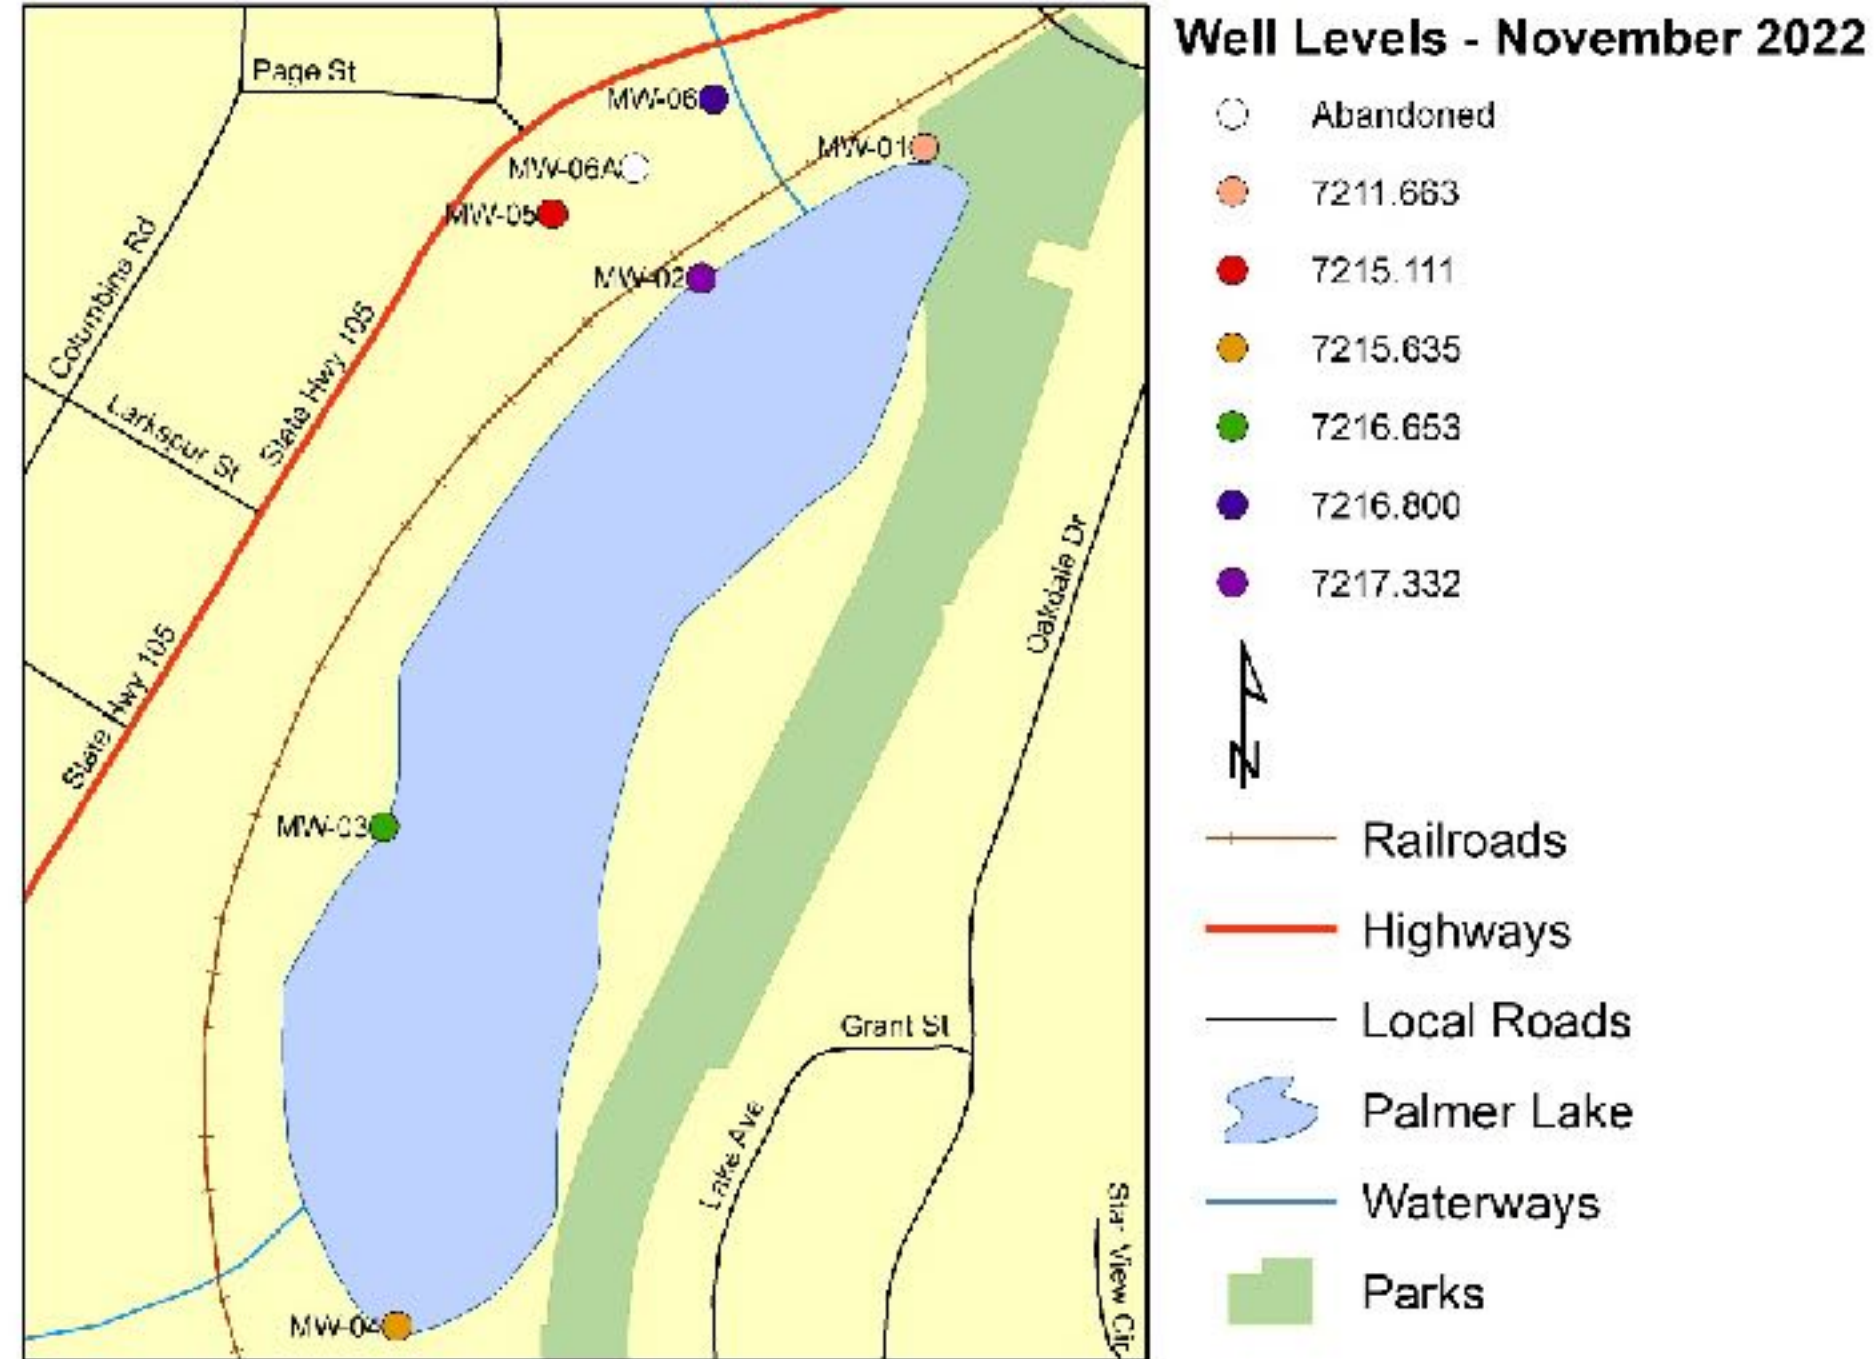 Well Levels - November 2022
Abandoned
7211.663
7215.111
7215.635
7216.653
7216.800
7217.332
N
Railroads
Highways
Local Roads
Palmer Lake
Waterways
Parks
Page St
MW-06
MW-01
MW-06A
MW-05
MW-02
Columbine Rd
State Hwy 105
Larkspur St
Oakdale Dr
State Hwy 105
MW-03
Grant St
Lake Ave
Star View Cir
MW-04